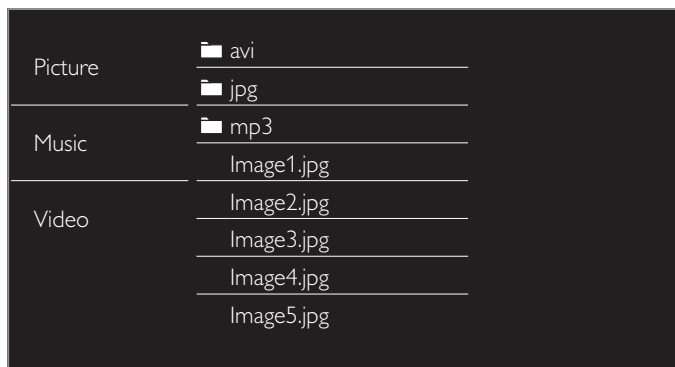 Picture
Music
Video
avi
jpg
mp3
Image1.jpg
Image2.jpg
Image3.jpg
Image4.jpg
Image5.jpg